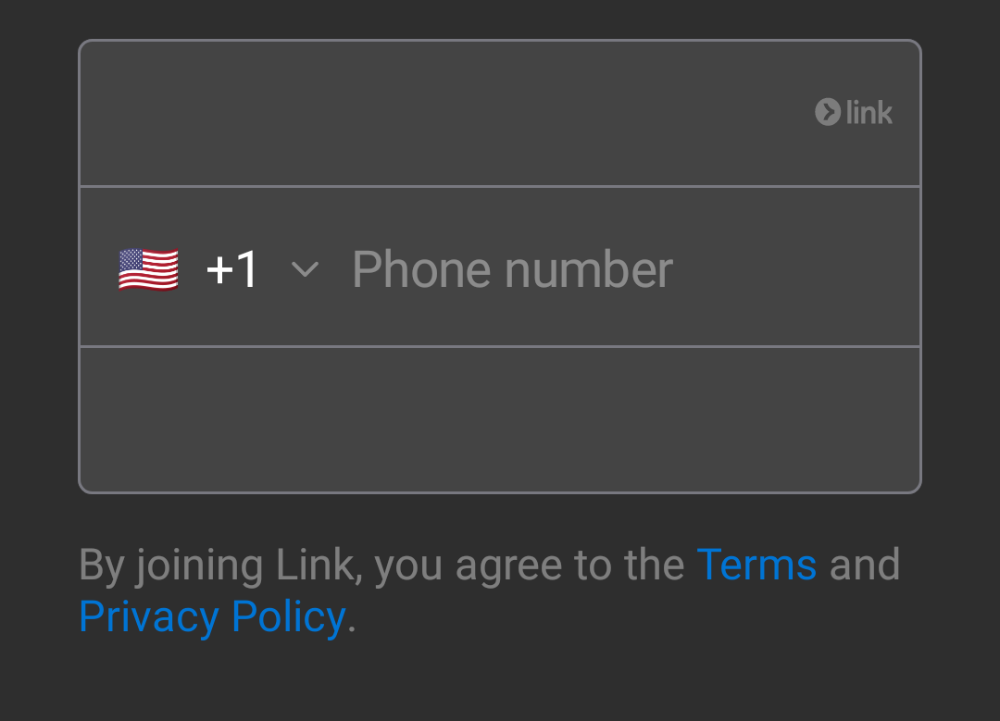 link
+1 Phone number
By joining Link, you agree to the Terms and
Privacy Policy.